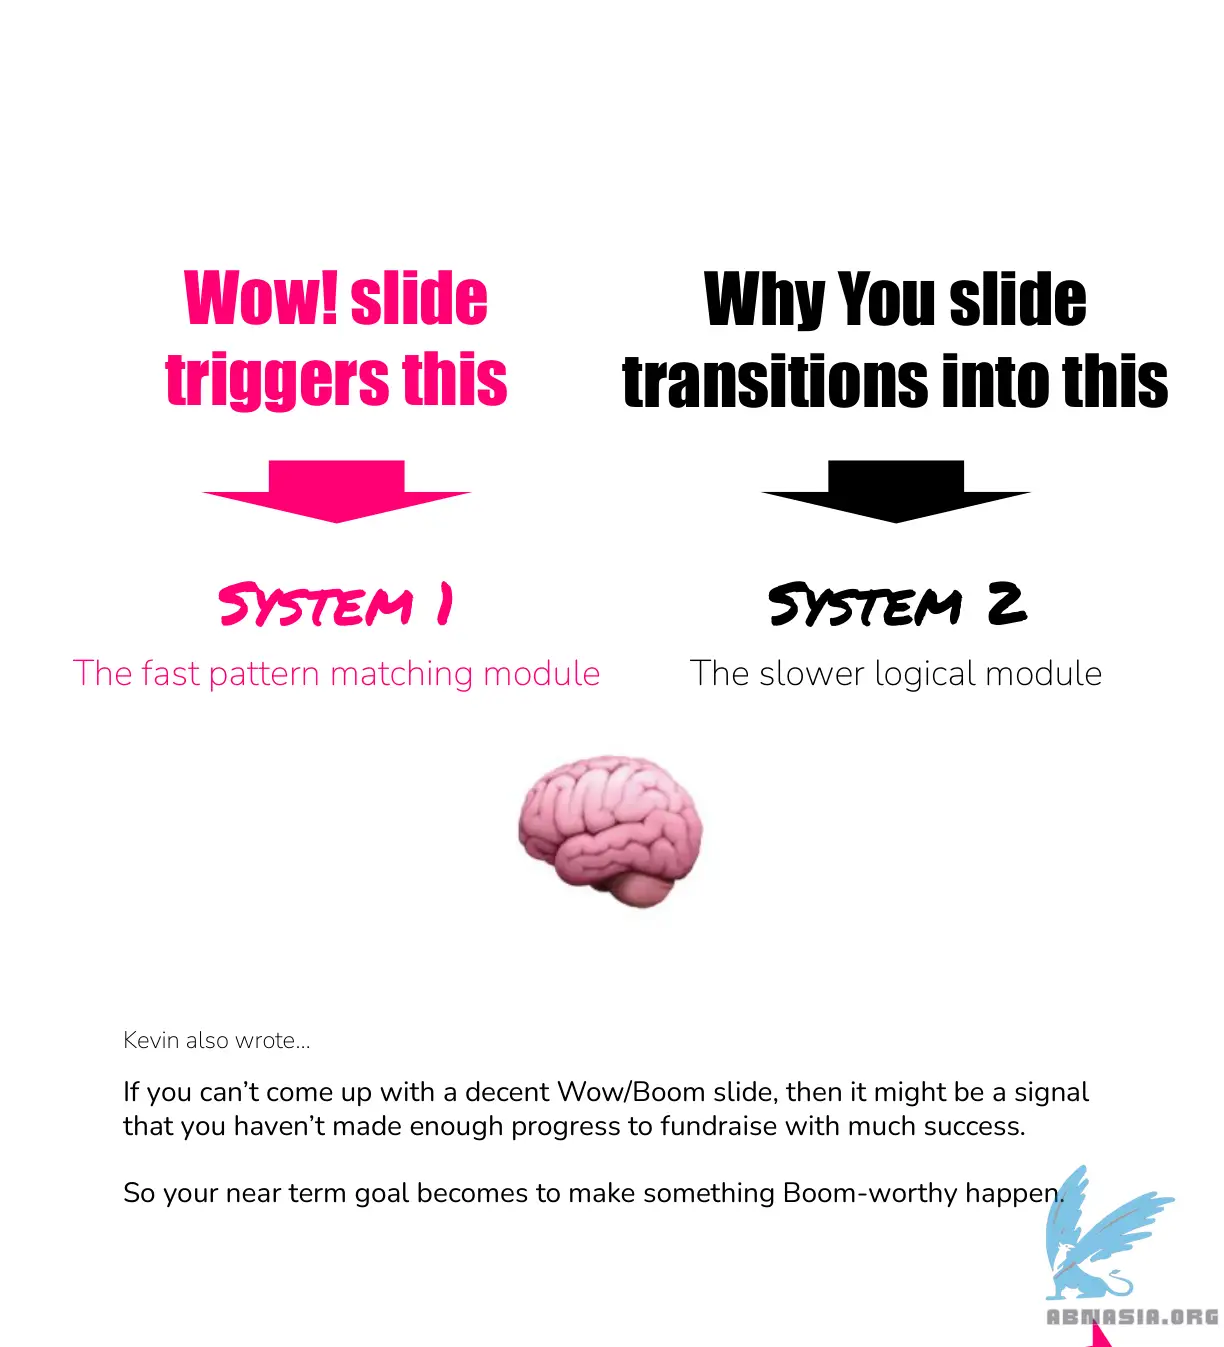 Wow! slide
triggers this
Why You slide
transitions into this
System 1
The fast pattern matching module
System 2
The slower logical module
Kevin also wrote...
If you can't come up with a decent Wow/Boom slide, then it might be a signal
that you haven't made enough progress to fundraise with much success.
So your near term goal becomes to make something Boom-worthy happen.
ABMASIA.ORG